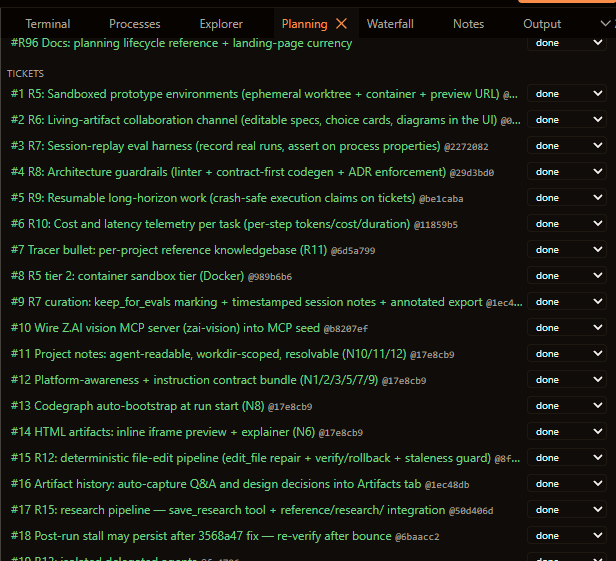 Terminal Processes Explorer Planning Waterfall Notes Output
#R96 Docs: planning lifecycle reference + landing-page currency done
TICKETS
#1 R5: Sandboxed prototype environments (ephemeral worktree + container + preview URL) @... done
#2 R6: Living-artifact collaboration channel (editable specs, choice cards, diagrams in the UI) @0... done
#3 R7: Session-replay eval harness (record real runs, assert on process properties) @2272082 done
#4 R8: Architecture guardrails (linter + contract-first codegen + ADR enforcement) @29d3bd0 done
#5 R9: Resumable long-horizon work (crash-safe execution claims on tickets) @be1caba done
#6 R10: Cost and latency telemetry per task (per-step tokens/cost/duration) @11859b5 done
#7 Tracer bullet: per-project reference knowledgebase (R11) @6d5a799 done
#8 R5 tier 2: container sandbox tier (Docker) @989b6b6 done
#9 R7 curation: keep_for_evals marking + timestamped session notes + annotated export @1ec4... done
#10 Wire Z.AI vision MCP server (zai-vision) into MCP seed @b8207ef done
#11 Project notes: agent-readable, workdir-scoped, resolvable (N10/11/12) @17e8cb9 done
#12 Platform-awareness + instruction contract bundle (N1/2/3/5/7/9) @17e8cb9 done
#13 Codegraph auto-bootstrap at run start (N8) @17e8cb9 done
#14 HTML artifacts: inline iframe preview + explainer (N6) @17e8cb9 done
#15 R12: deterministic file-edit pipeline (edit_file repair + verify/rollback + staleness guard) @8f... done
#16 Artifact history: auto-capture Q&A and design decisions into Artifacts tab @1ec48db done
#17 R15: research pipeline — save_research tool + reference/research/ integration @50d406d done
#18 Post-run stall may persist after 3568a47 fix — re-verify after bounce @6baacc2 done
#19 R13: isolated delegated agents done